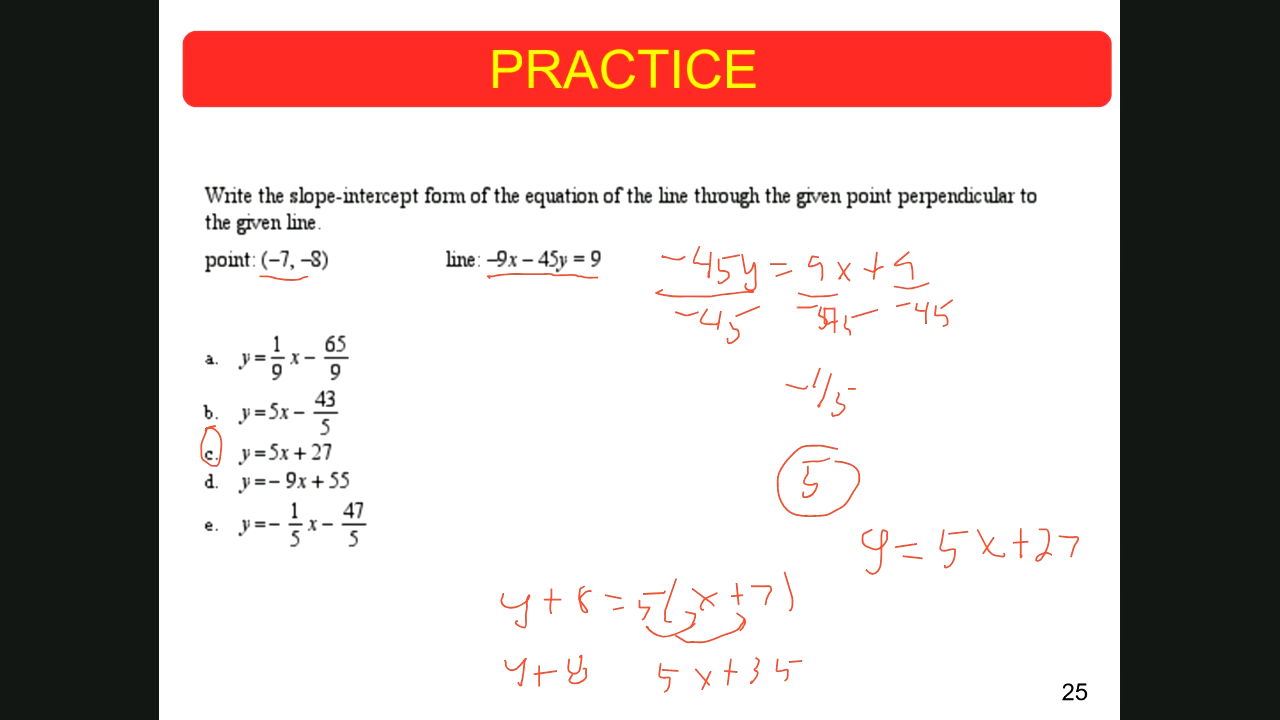 PRACTICE
Write the slope-intercept form of the equation of the line through the given point perpendicular to
the given line.
point: (–7, –8) line: –9x – 45y = 9
-45y = 9x + 9
-45 -45 -45
a. y = 1/9 x – 65/9
-1/5
b. y = 5x – 43/5
c. y = 5x + 27
d. y = – 9x + 55
5
e. y = – 1/5 x – 47/5
y = 5x+27
y + 8 = 5(x+7)
y+8 5x+35
25